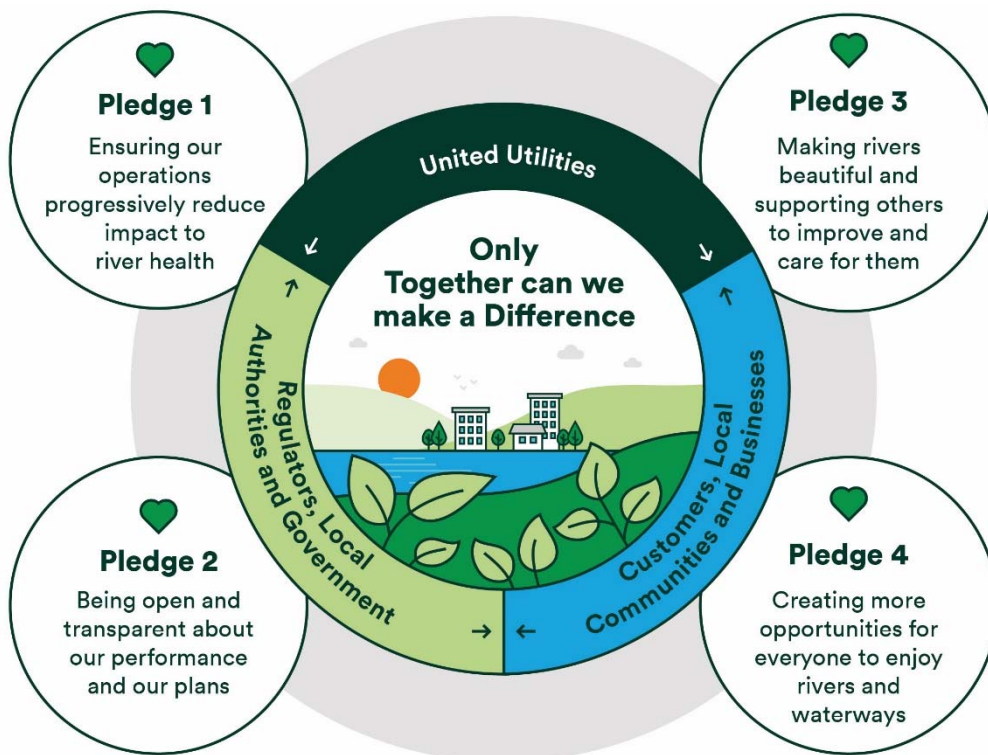 Pledge 1
Ensuring our
operations
progressively reduce
impact to
river health
Pledge 3
Making rivers
beautiful and
supporting others
to improve and
care for them
United Utilities
Only
Together can we
make a Difference
Regulators, Local
Authorities and Government
Customers, Local
Communities and Businesses
Pledge 2
Being open and
transparent about
our performance
and our plans
Pledge 4
Creating more
opportunities for
everyone to enjoy
rivers and
waterways